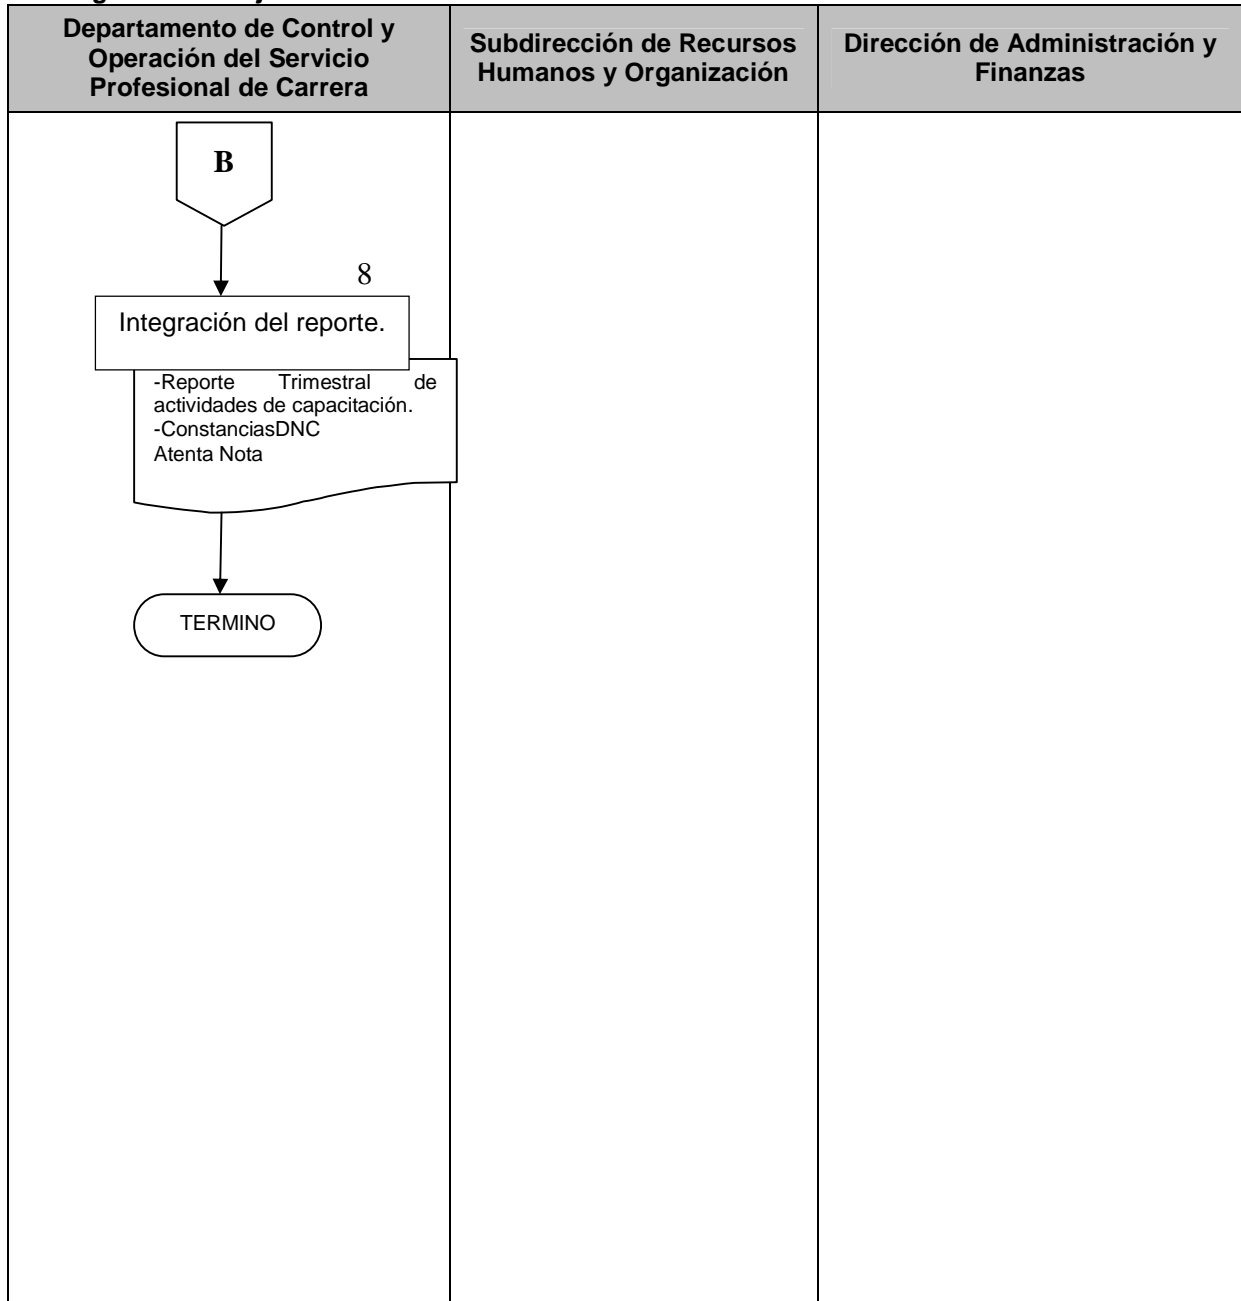 Departamento de Control y
Operación del Servicio
Profesional de Carrera
Subdirección de Recursos
Humanos y Organización
Dirección de Administración y
Finanzas
B
8
Integración del reporte.
-Reporte Trimestral de
actividades de capacitación.
-ConstanciasDNC
Atenta Nota
TERMINO